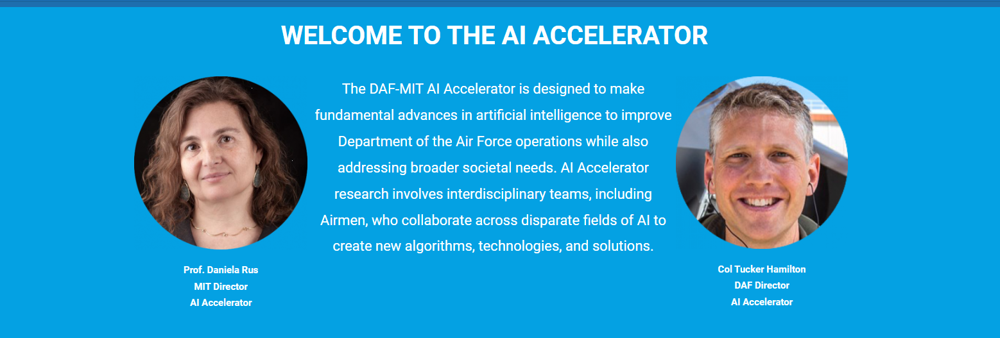 WELCOME TO THE AI ACCELERATOR
The DAF-MIT AI Accelerator is designed to make
fundamental advances in artificial intelligence to improve
Department of the Air Force operations while also
addressing broader societal needs. AI Accelerator
research involves interdisciplinary teams, including
Airmen, who collaborate across disparate fields of AI to
create new algorithms, technologies, and solutions.
Prof. Daniela Rus
MIT Director
AI Accelerator
Col Tucker Hamilton
DAF Director
AI Accelerator